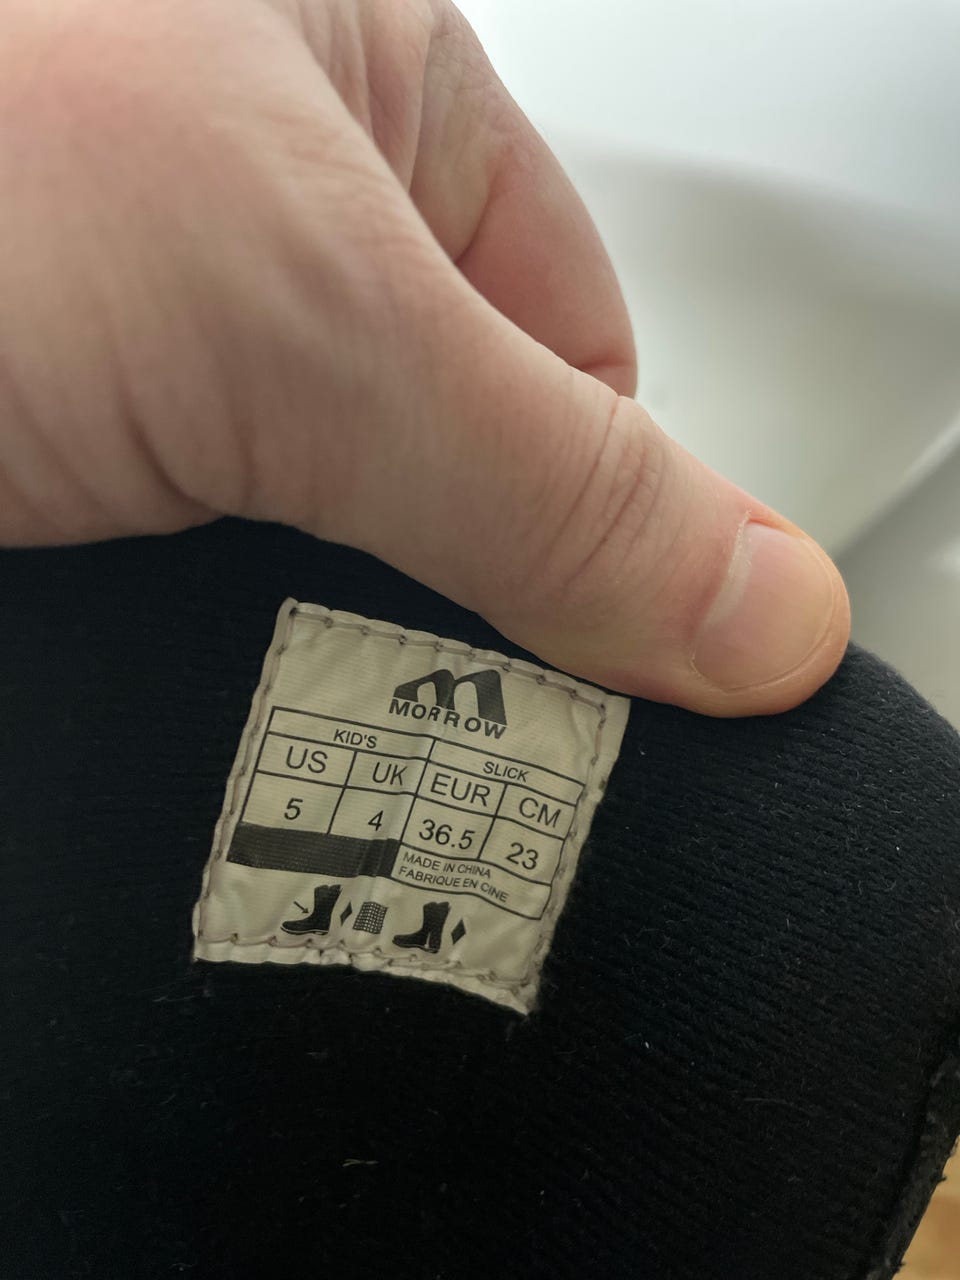 MORROW
KID'S SLICK
US UK EUR CM
5 4 36.5 23
MADE IN CHINA
FABRIQUE EN CINE